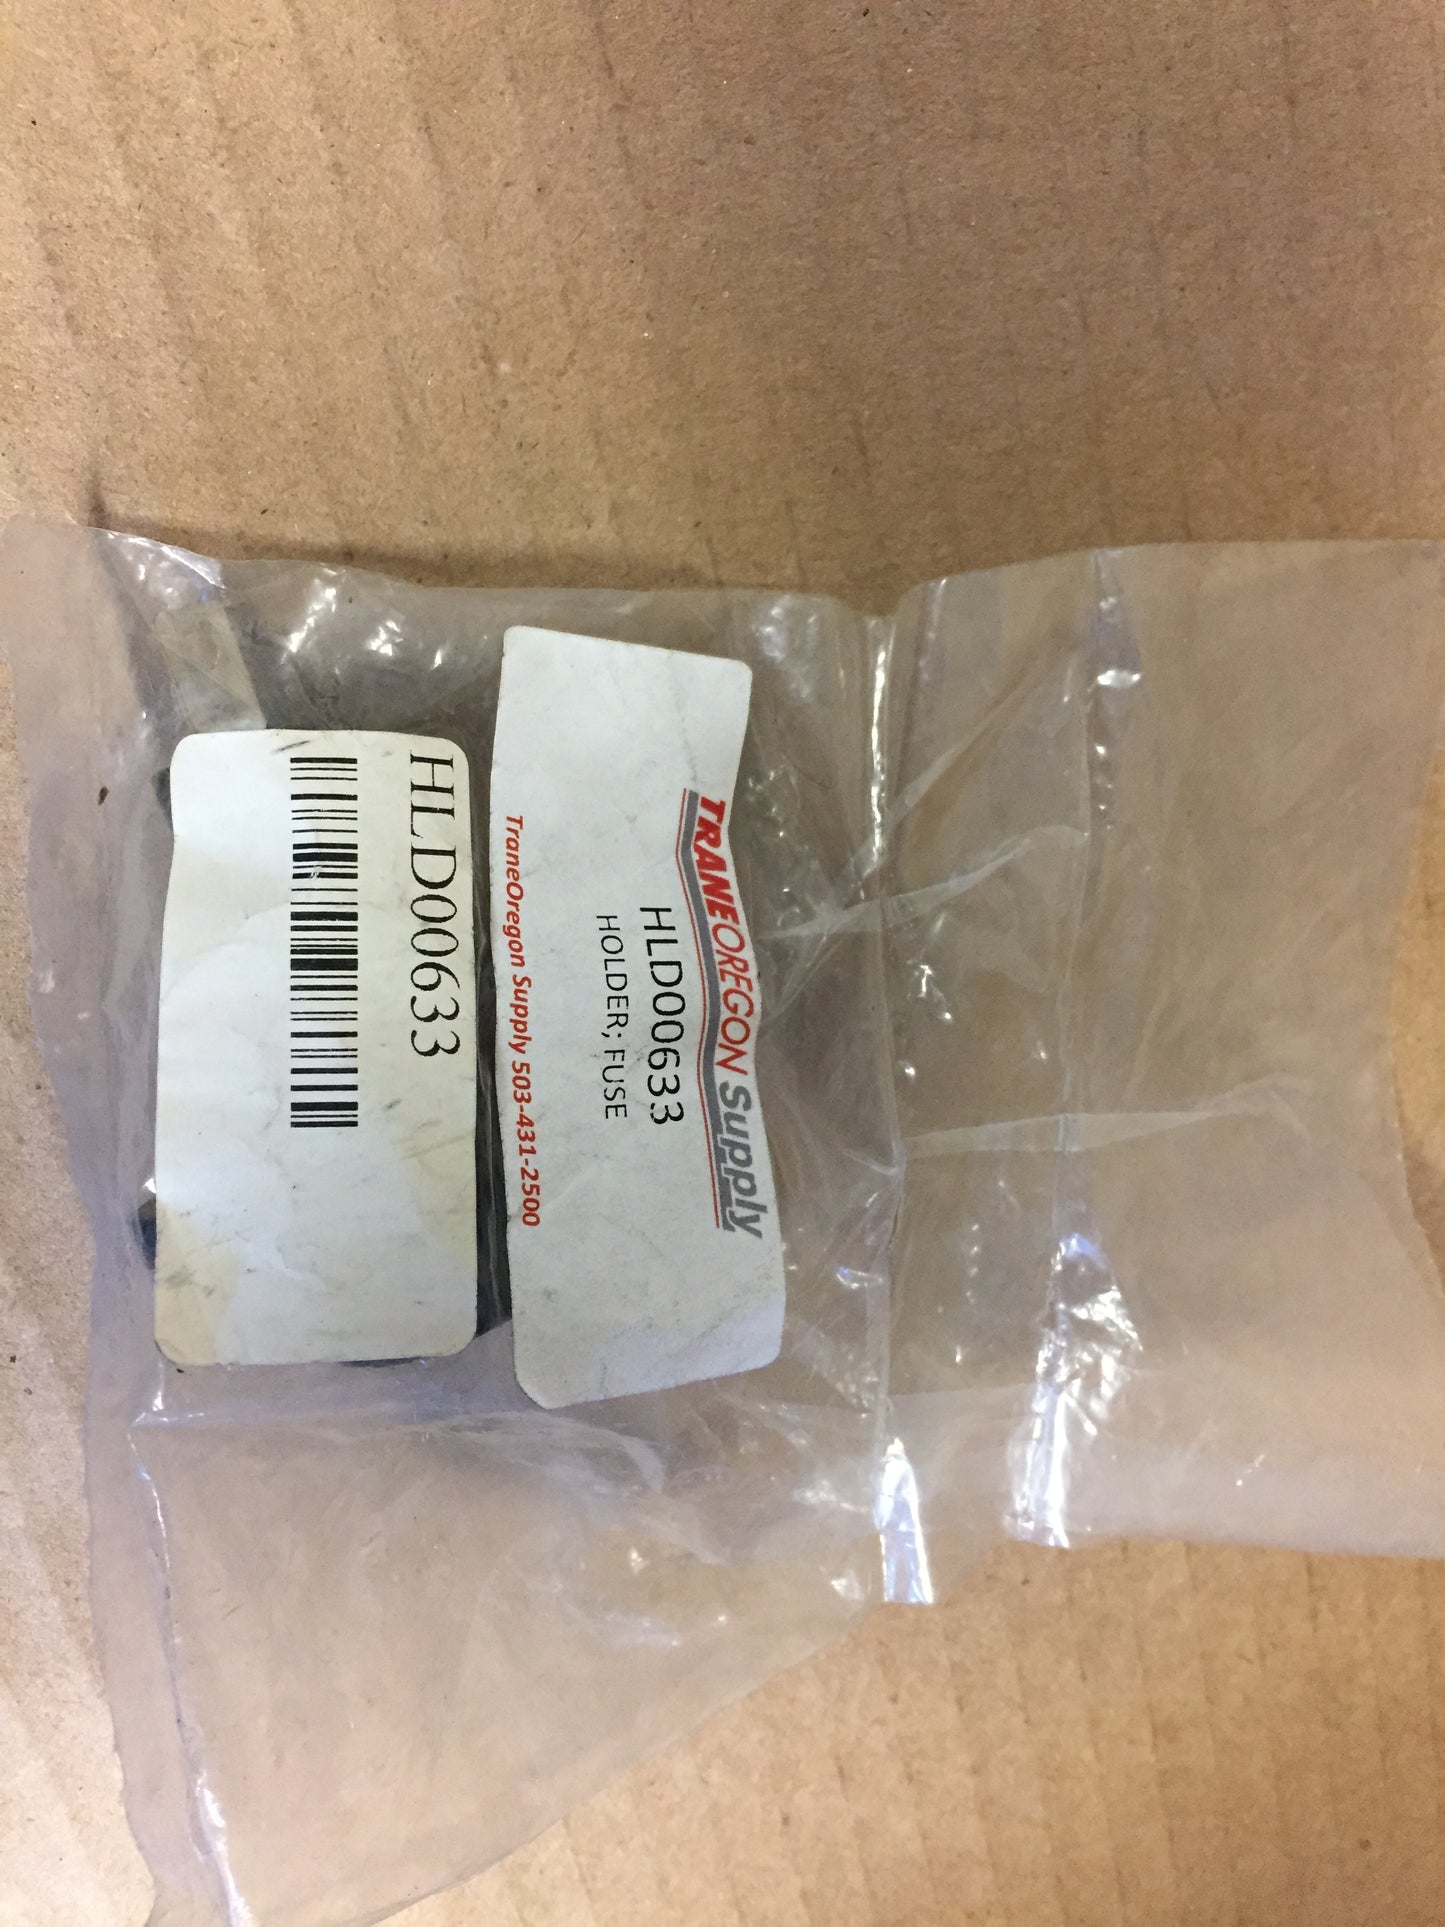 TRANEOREGON Supply
HLD00633
HOLDER; FUSE
TraneOregon Supply 503-431-2500
HLD00633